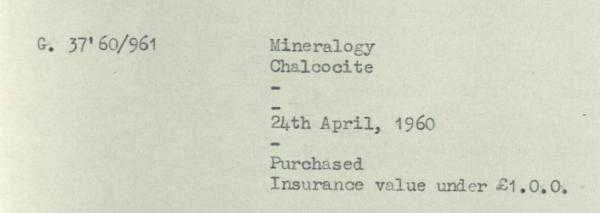 G. 37'60/961 Mineralogy
Chalcocite
-
-
24th April, 1960
-
Purchased
Insurance value under £1.0.0.